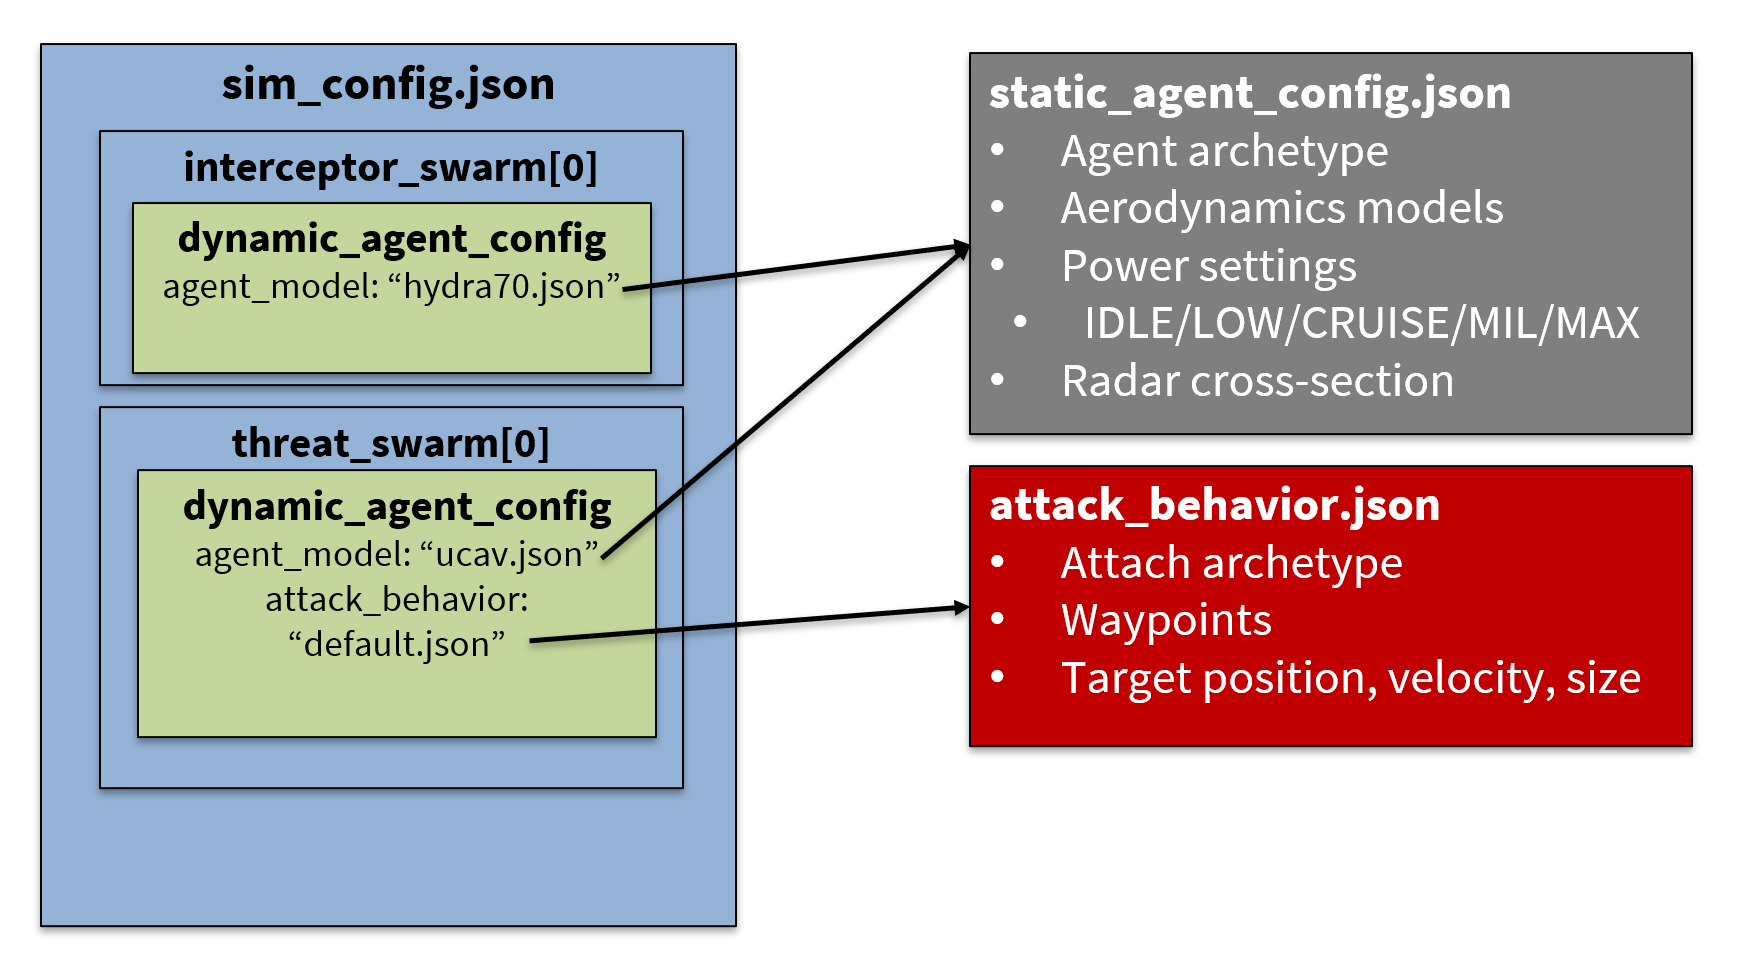 sim_config.json
interceptor_swarm[0]
dynamic_agent_config
agent_model: “hydra70.json”
threat_swarm[0]
dynamic_agent_config
agent_model: “ucav.json”
attack_behavior:
“default.json”
static_agent_config.json
• Agent archetype
• Aerodynamics models
• Power settings
• IDLE/LOW/CRUISE/MIL/MAX
• Radar cross-section
attack_behavior.json
• Attach archetype
• Waypoints
• Target position, velocity, size